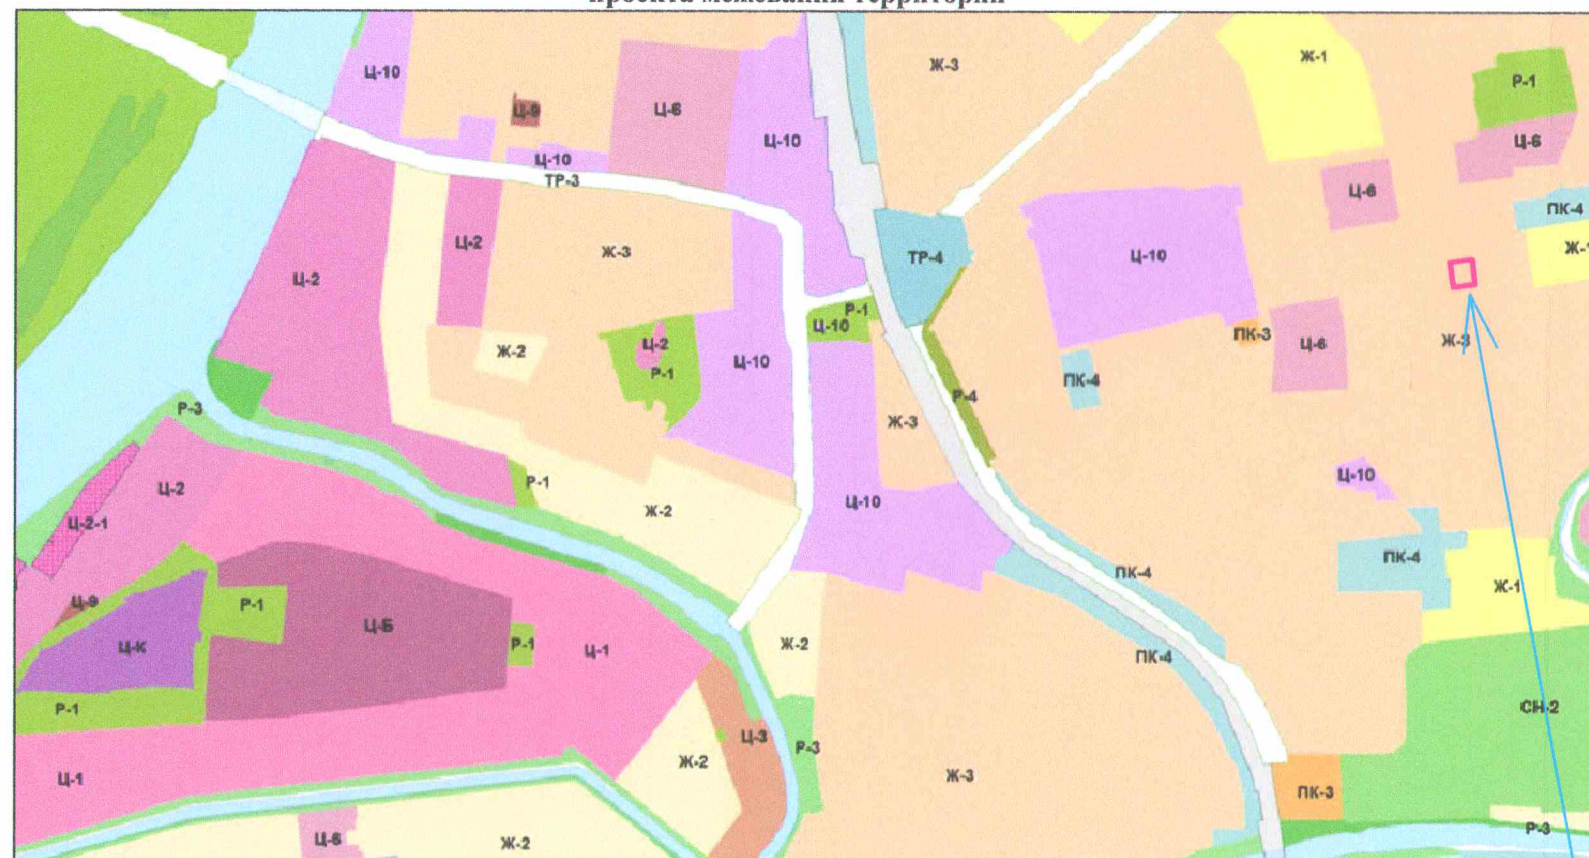 проекта межевания территории
Ц-10
Ж-3
Ж-1
Р-1
Ц-9
Ц-6
Ц-10
Ц-6
Ц-10
ТР-3
Ц-6
ПК-4
Ц-2
Ж-3
Ц-2
ТР-4
Ц-10
Ж-1
Р-1
Ц-10
Ц-2
Ж-2
Р-1
Ц-10
ПК-3
Ц-6
Ж-3
ПК-4
Р-4
Р-3
Ж-3
Ц-10
Ц-2
Р-1
Ж-2
Ц-10
Ц-2-1
ПК-4
ПК-4
Ж-1
Ц-9
Р-1
Ц-Б
Ц-К
Р-1
Ц-1
Ж-2
ПК-4
Р-1
СН-2
Ц-3
Р-3
Ж-2
Ц-1
Ж-3
ПК-3
Ц-6
Ж-2
Р-3